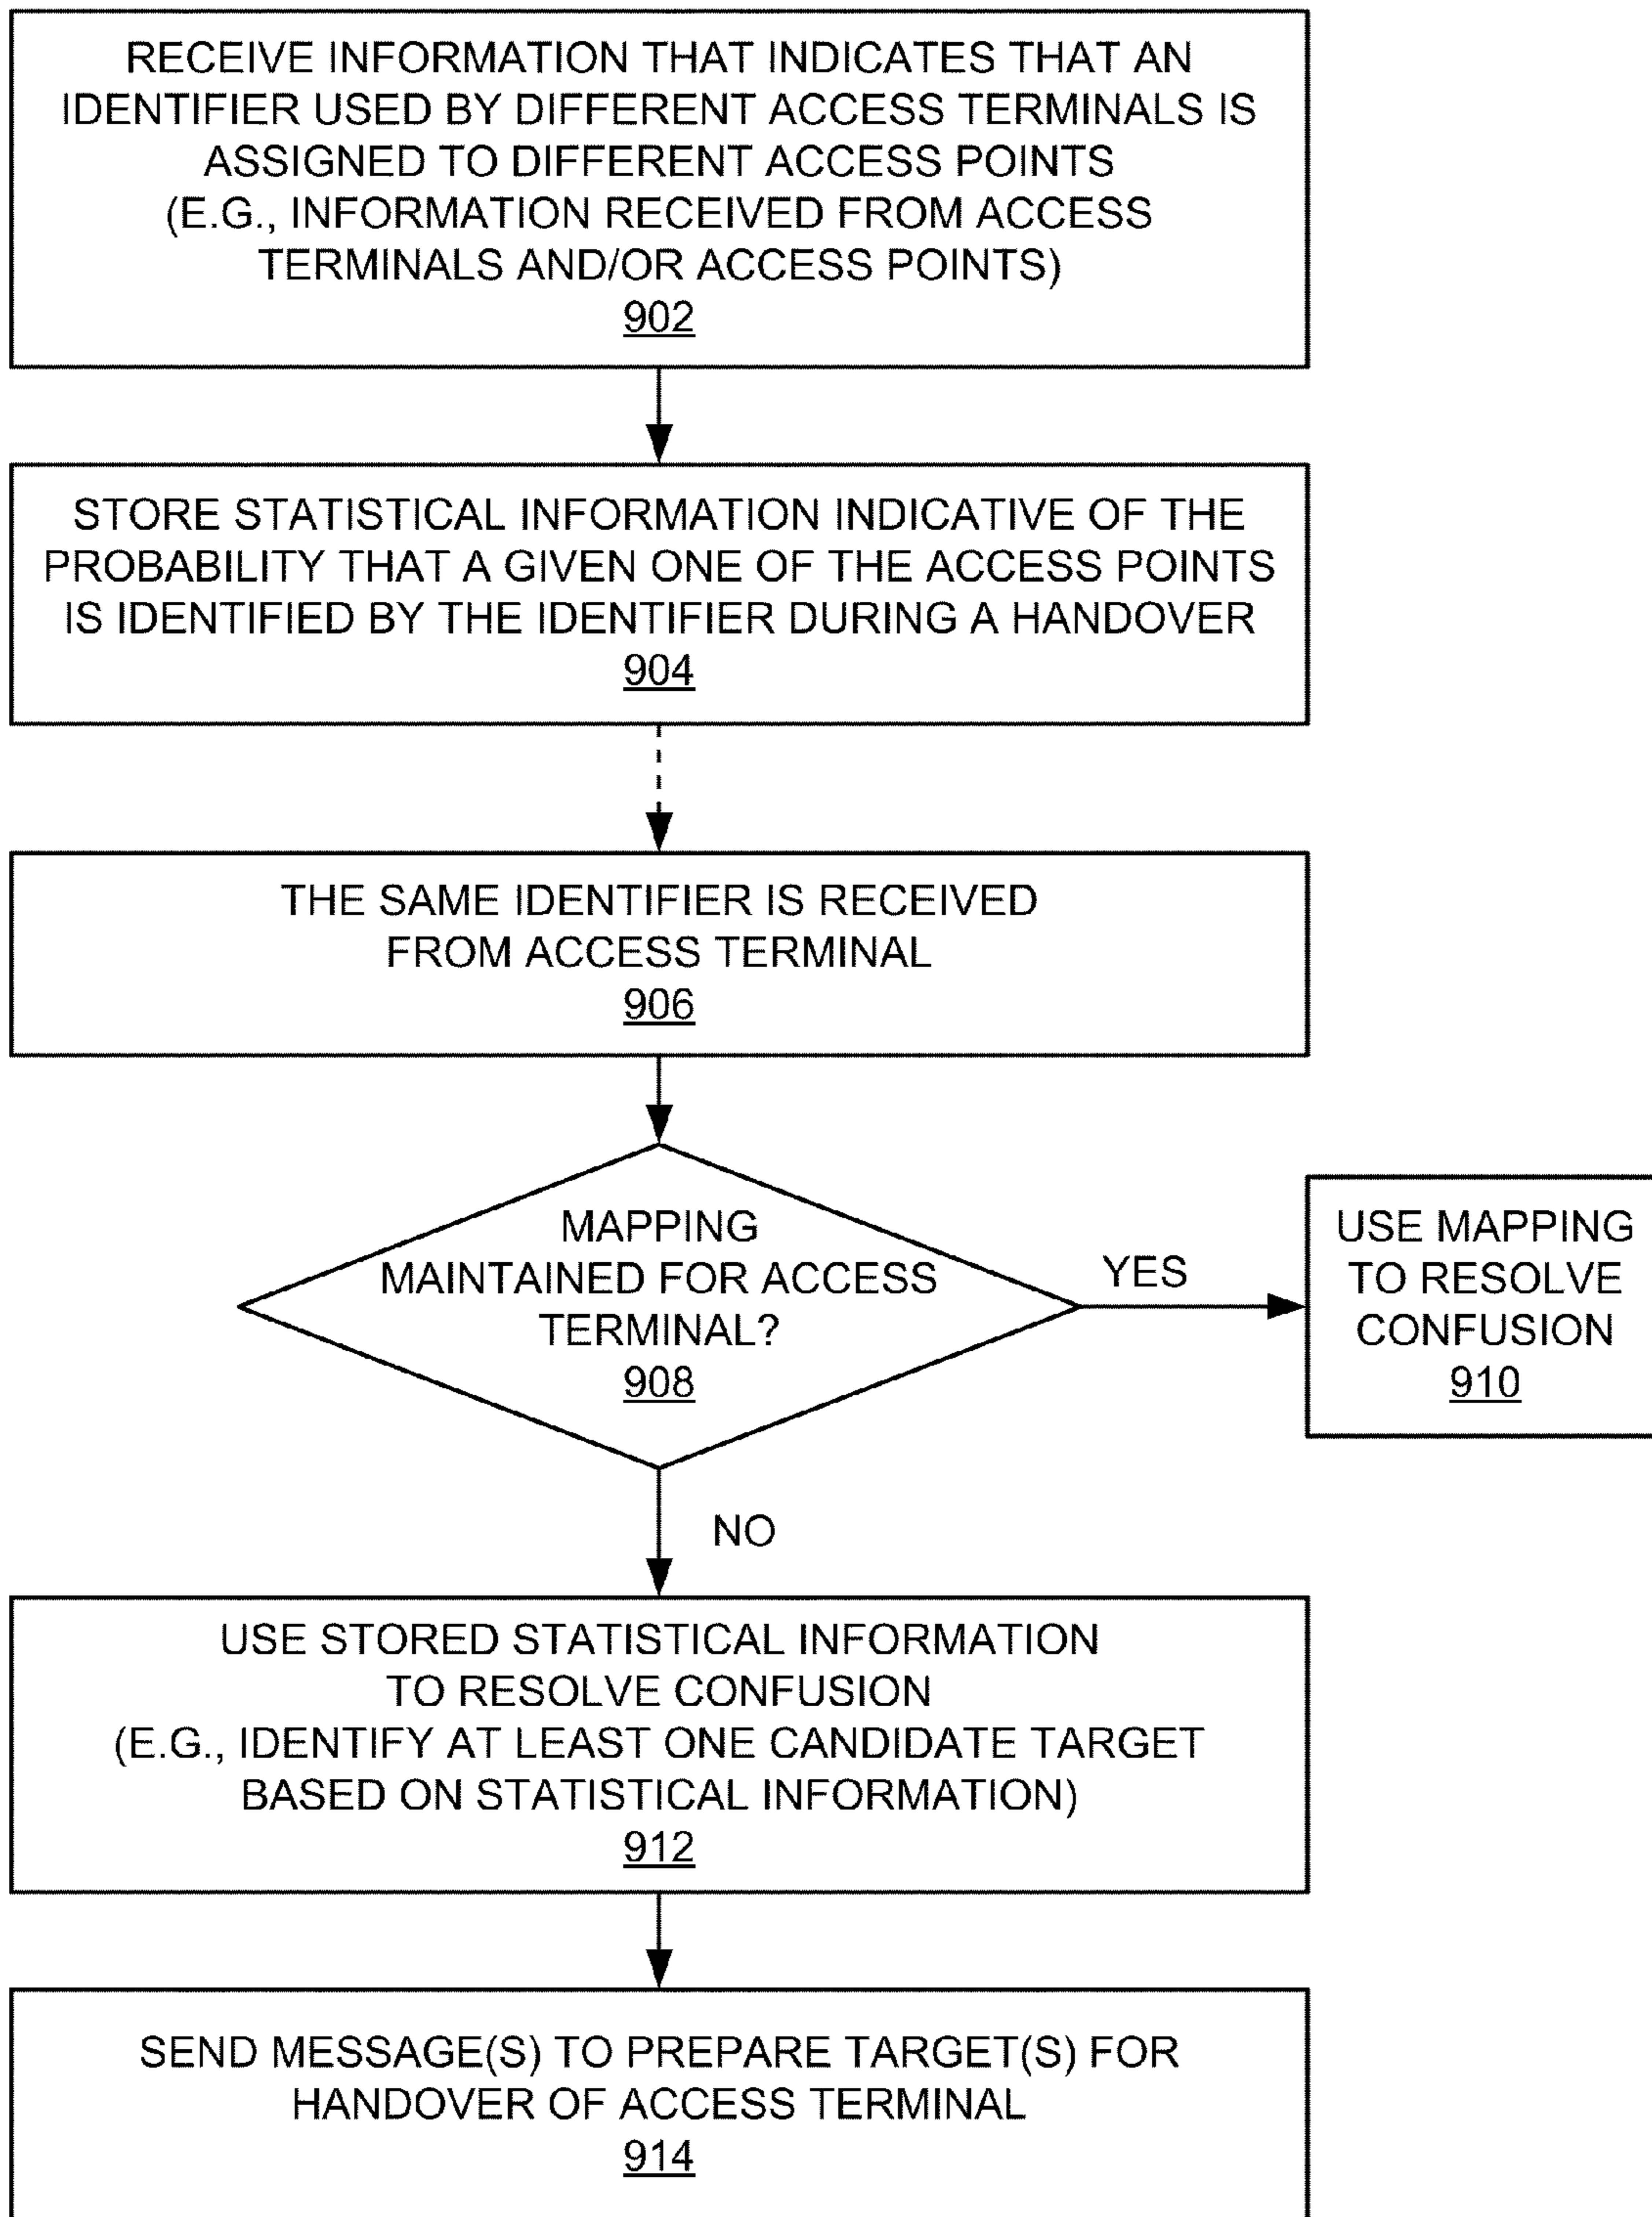 RECEIVE INFORMATION THAT INDICATES THAT AN
IDENTIFIER USED BY DIFFERENT ACCESS TERMINALS IS
ASSIGNED TO DIFFERENT ACCESS POINTS
(E.G., INFORMATION RECEIVED FROM ACCESS
TERMINALS AND/OR ACCESS POINTS)
902
STORE STATISTICAL INFORMATION INDICATIVE OF THE
PROBABILITY THAT A GIVEN ONE OF THE ACCESS POINTS
IS IDENTIFIED BY THE IDENTIFIER DURING A HANDOVER
904
THE SAME IDENTIFIER IS RECEIVED
FROM ACCESS TERMINAL
906
MAPPING
MAINTAINED FOR ACCESS
TERMINAL?
908
YES
USE MAPPING
TO RESOLVE
CONFUSION
910
NO
USE STORED STATISTICAL INFORMATION
TO RESOLVE CONFUSION
(E.G., IDENTIFY AT LEAST ONE CANDIDATE TARGET
BASED ON STATISTICAL INFORMATION)
912
SEND MESSAGE(S) TO PREPARE TARGET(S) FOR
HANDOVER OF ACCESS TERMINAL
914